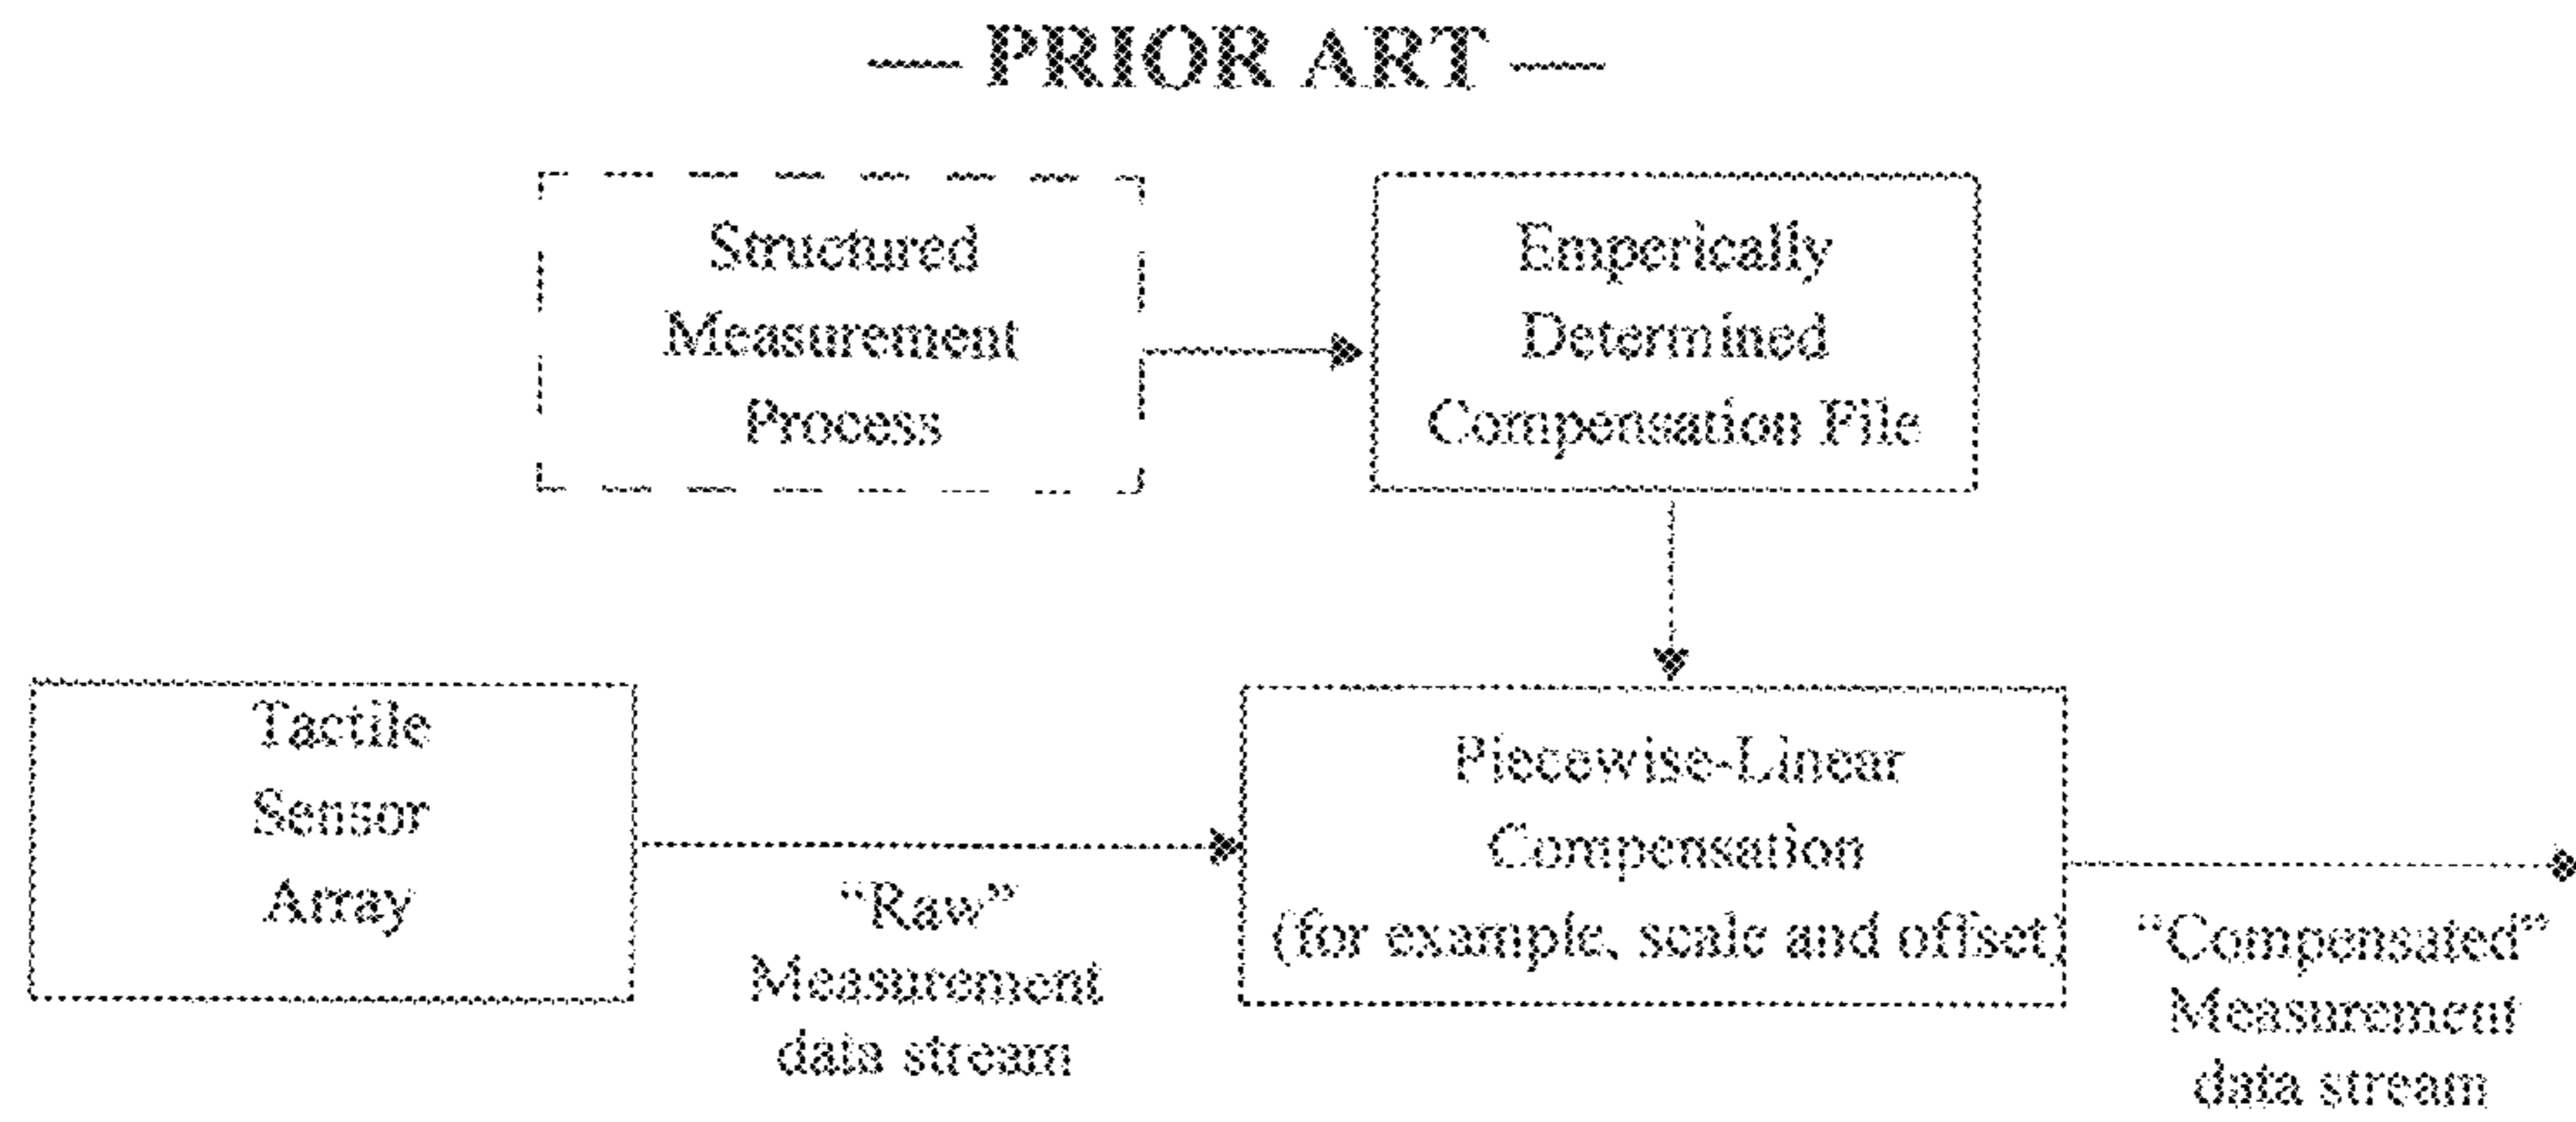 — PRIOR ART —
Structured
Measurement
Process
Emperically
Determined
Compensation File
Tactile
Sensor
Array
“Raw”
Measurement
data stream
Piecewise-Linear
Compensation
(for example, scale and offset)
“Compensated”
Measurement
data stream